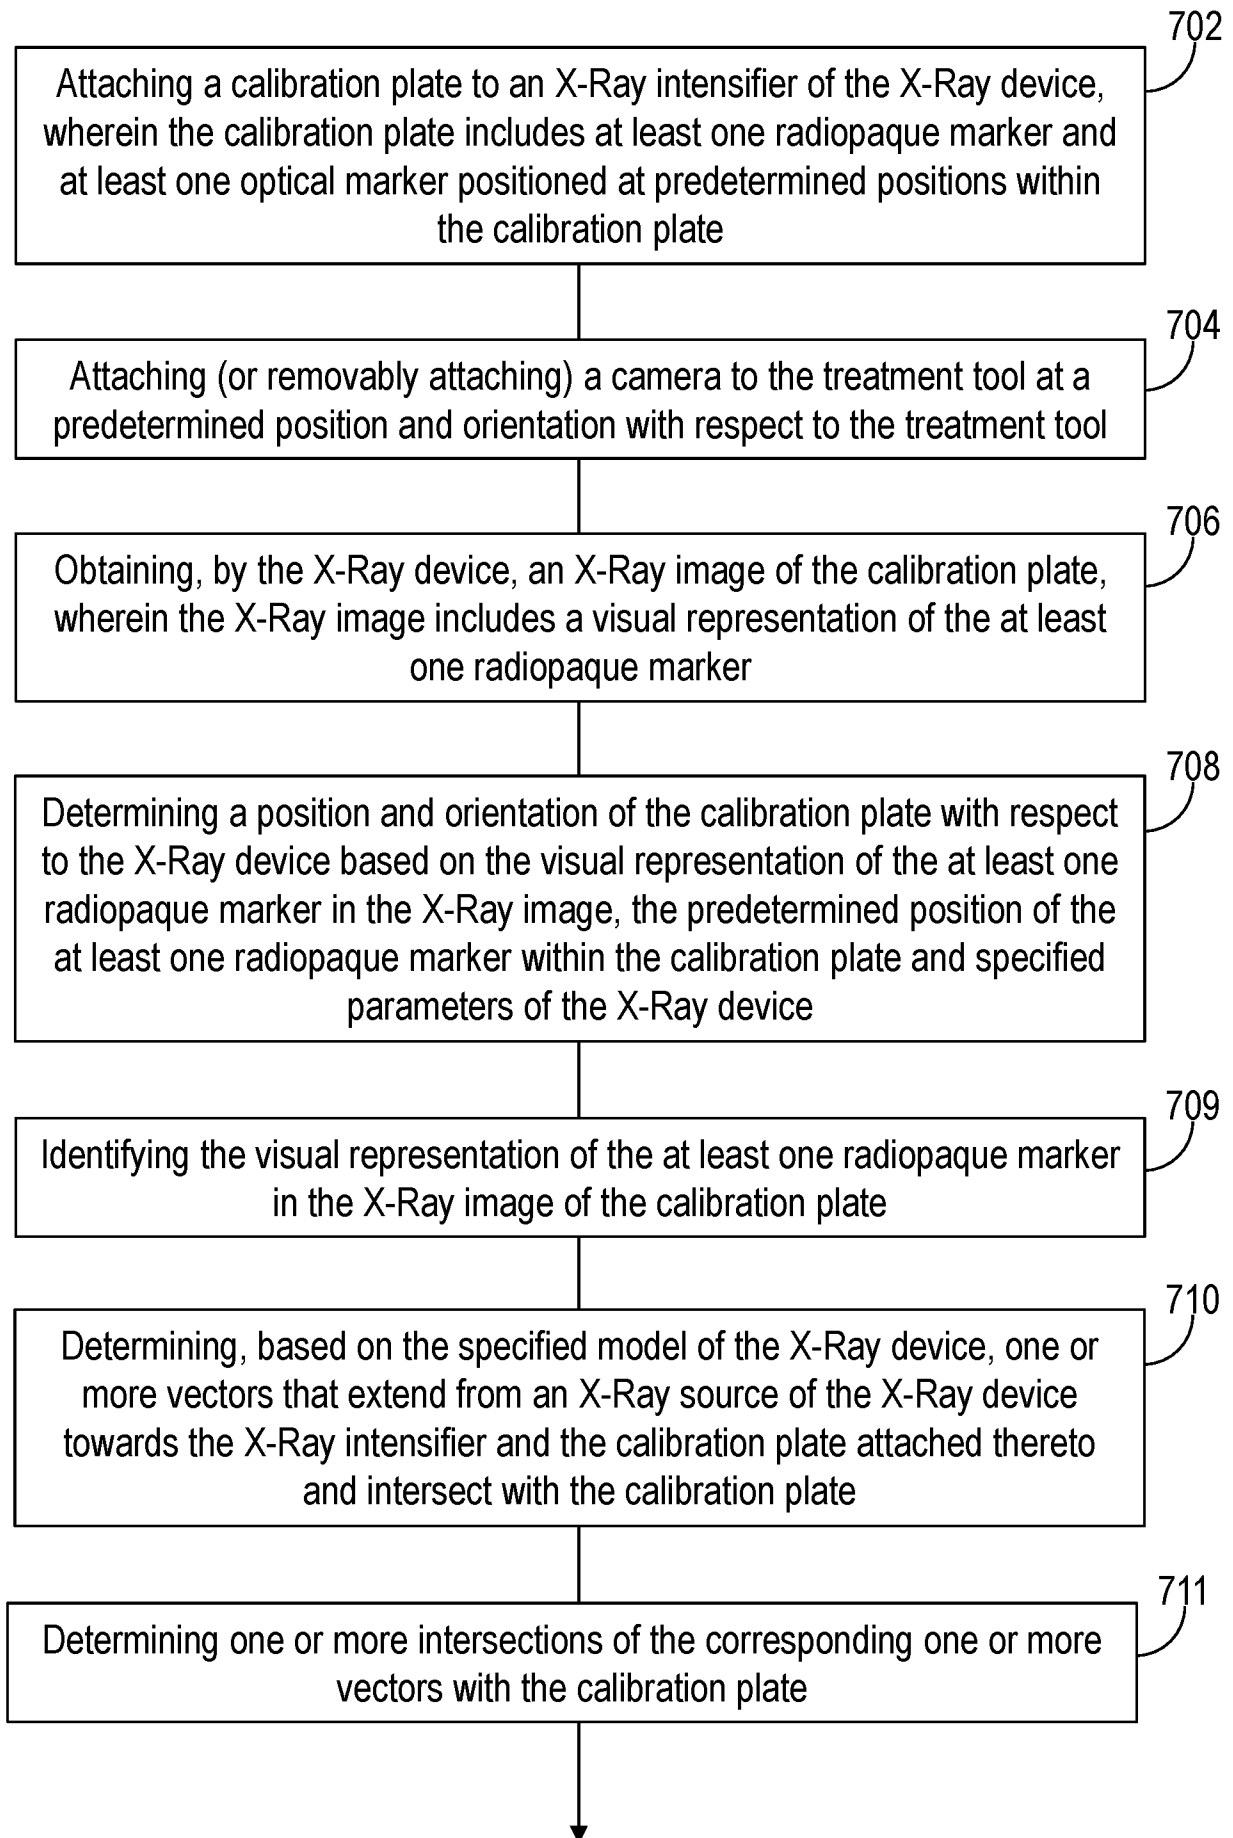 702
Attaching a calibration plate to an X-Ray intensifier of the X-Ray device,
wherein the calibration plate includes at least one radiopaque marker and
at least one optical marker positioned at predetermined positions within
the calibration plate
704
Attaching (or removably attaching) a camera to the treatment tool at a
predetermined position and orientation with respect to the treatment tool
706
Obtaining, by the X-Ray device, an X-Ray image of the calibration plate,
wherein the X-Ray image includes a visual representation of the at least
one radiopaque marker
708
Determining a position and orientation of the calibration plate with respect
to the X-Ray device based on the visual representation of the at least one
radiopaque marker in the X-Ray image, the predetermined position of the
at least one radiopaque marker within the calibration plate and specified
parameters of the X-Ray device
709
Identifying the visual representation of the at least one radiopaque marker
in the X-Ray image of the calibration plate
710
Determining, based on the specified model of the X-Ray device, one or
more vectors that extend from an X-Ray source of the X-Ray device
towards the X-Ray intensifier and the calibration plate attached thereto
and intersect with the calibration plate
711
Determining one or more intersections of the corresponding one or more
vectors with the calibration plate